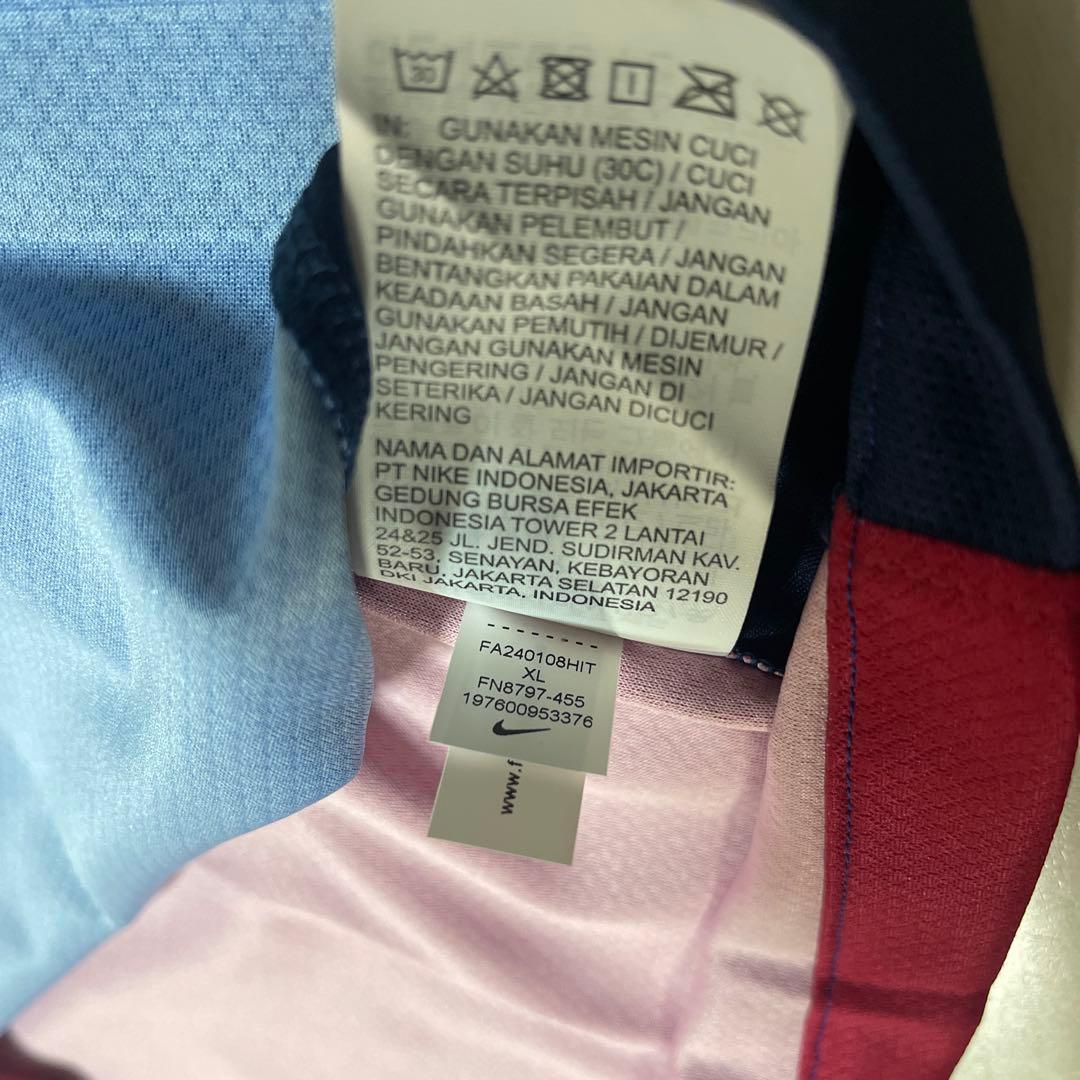 30
IN: GUNAKAN MESIN CUCI
DENGAN SUHU (30C) / CUCI
SECARA TERPISAH / JANGAN
GUNAKAN PELEMBUT /
PINDAHKAN SEGERA / JANGAN
BENTANGKAN PAKAIAN DALAM
KEADAAN BASAH / JANGAN
GUNAKAN PEMUTIH / DIJEMUR /
JANGAN GUNAKAN MESIN
PENGERING / JANGAN DI
SETERIKA / JANGAN DICUCI
KERING
NAMA DAN ALAMAT IMPORTIR:
PT NIKE INDONESIA, JAKARTA
GEDUNG BURSA EFEK
INDONESIA TOWER 2 LANTAI
24&25 JL. JEND. SUDIRMAN KAV.
52-53, SENAYAN, KEBAYORAN
BARU, JAKARTA SELATAN 12190
DKI JAKARTA, INDONESIA
FA240108HIT
XL
FN8797-455
197600953376
www.f